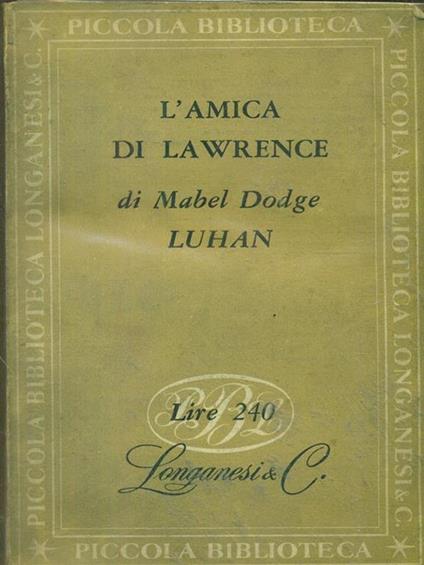 PICCOLA BIBLIOTECA
PICCOLA BIBLIOTECA LONGANESI & C.
L'AMICA
DI LAWRENCE
di Mabel Dodge
LUHAN
PBL
Lire 240
Longanesi & C.
PICCOLA BIBLIOTECA LONGANESI & C.
PICCOLA BIBLIOTECA